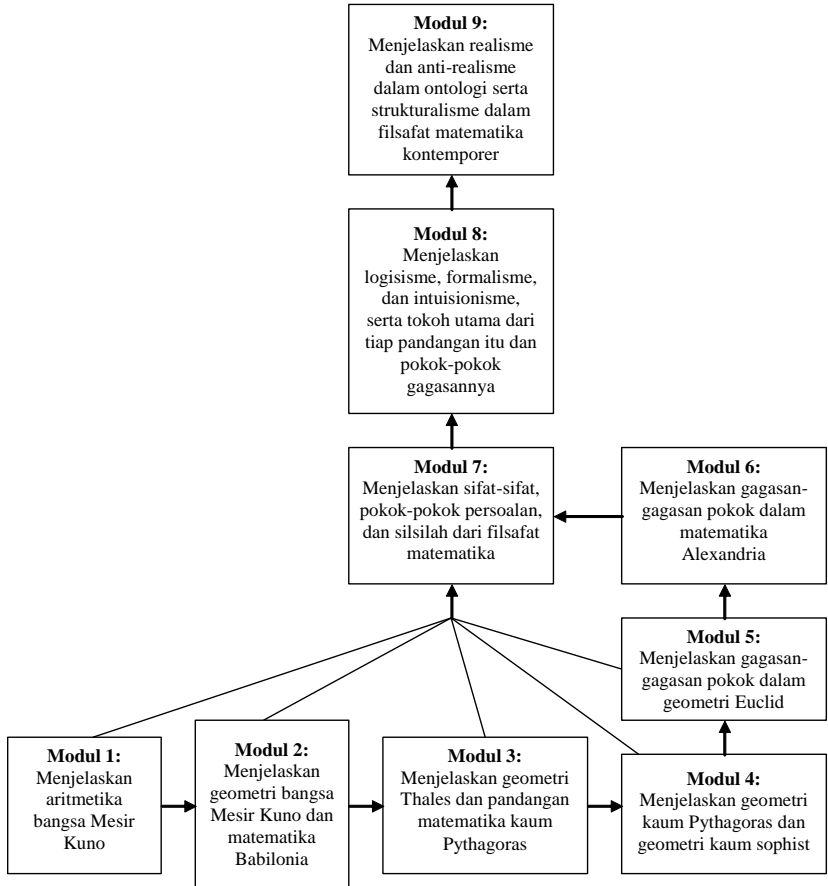 Modul 9:
Menjelaskan realisme
dan anti-realisme
dalam ontologi serta
strukturalisme dalam
filsafat matematika
kontemporer
Modul 8:
Menjelaskan
logisisme, formalisme,
dan intuisionisme,
serta tokoh utama dari
tiap pandangan itu dan
pokok-pokok
gagasannya
Modul 7:
Menjelaskan sifat-sifat,
pokok-pokok persoalan,
dan silsilah dari filsafat
matematika
Modul 6:
Menjelaskan gagasan-
gagasan pokok dalam
matematika
Alexandria
Modul 5:
Menjelaskan gagasan-
gagasan pokok dalam
geometri Euclid
Modul 1:
Menjelaskan
aritmetika
bangsa Mesir
Kuno
Modul 2:
Menjelaskan
geometri bangsa
Mesir Kuno dan
matematika
Babilonia
Modul 3:
Menjelaskan geometri
Thales dan pandangan
matematika kaum
Pythagoras
Modul 4:
Menjelaskan geometri
kaum Pythagoras dan
geometri kaum sophist